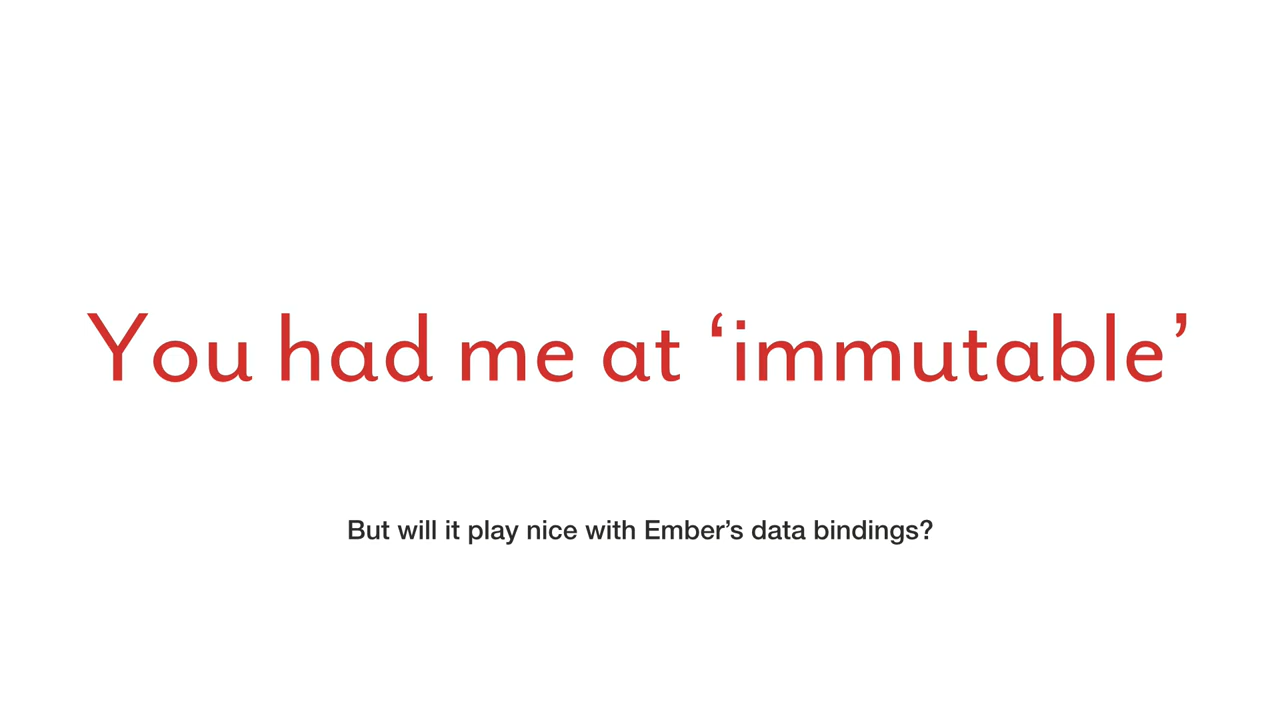 You had me at ‘immutable’
But will it play nice with Ember’s data bindings?